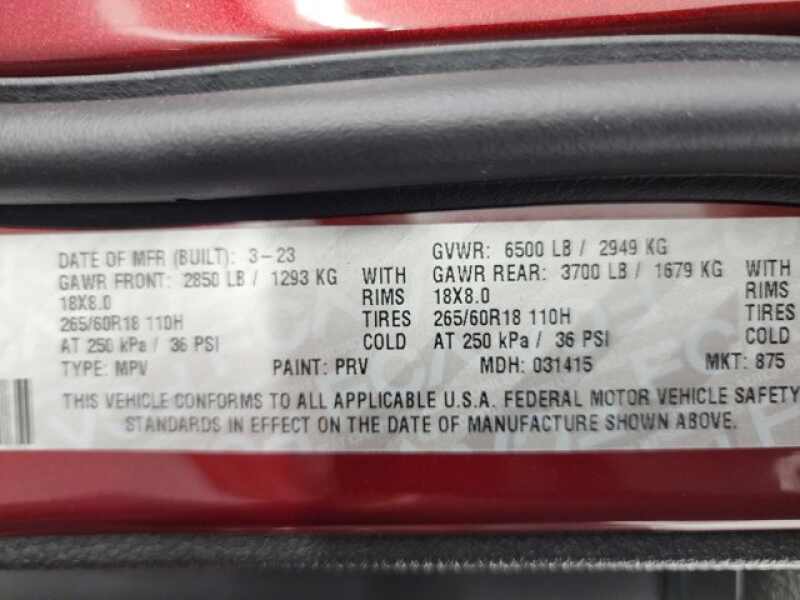 DATE OF MFR (BUILT): 3-23 GVWR: 6500 LB / 2949 KG
GAWR FRONT: 2850 LB / 1293 KG WITH GAWR REAR: 3700 LB / 1679 KG WITH
18X8.0 RIMS 18X8.0 RIMS
265/60R18 110H TIRES 265/60R18 110H TIRES
AT 250 kPa / 36 PSI COLD AT 250 kPa / 36 PSI COLD
TYPE: MPV PAINT: PRV MDH: 031415 MKT: 875
THIS VEHICLE CONFORMS TO ALL APPLICABLE U.S.A. FEDERAL MOTOR VEHICLE SAFETY
STANDARDS IN EFFECT ON THE DATE OF MANUFACTURE SHOWN ABOVE.